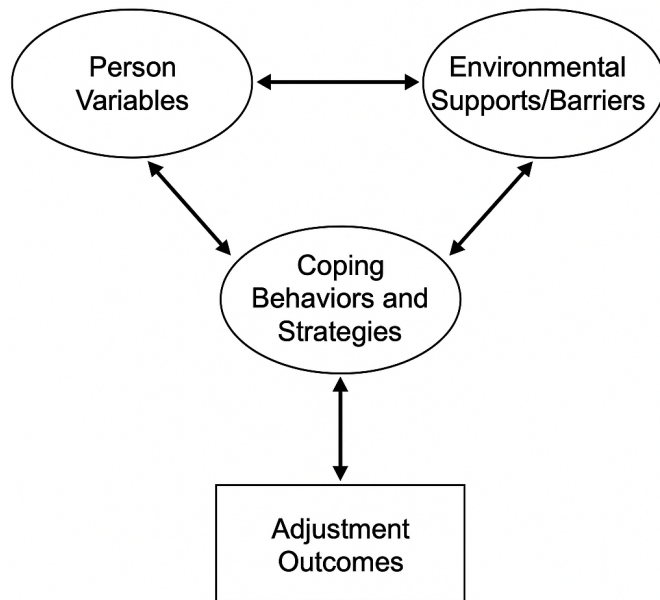 Person
Variables
Environmental
Supports/Barriers
Coping
Behaviors and
Strategies
Adjustment
Outcomes